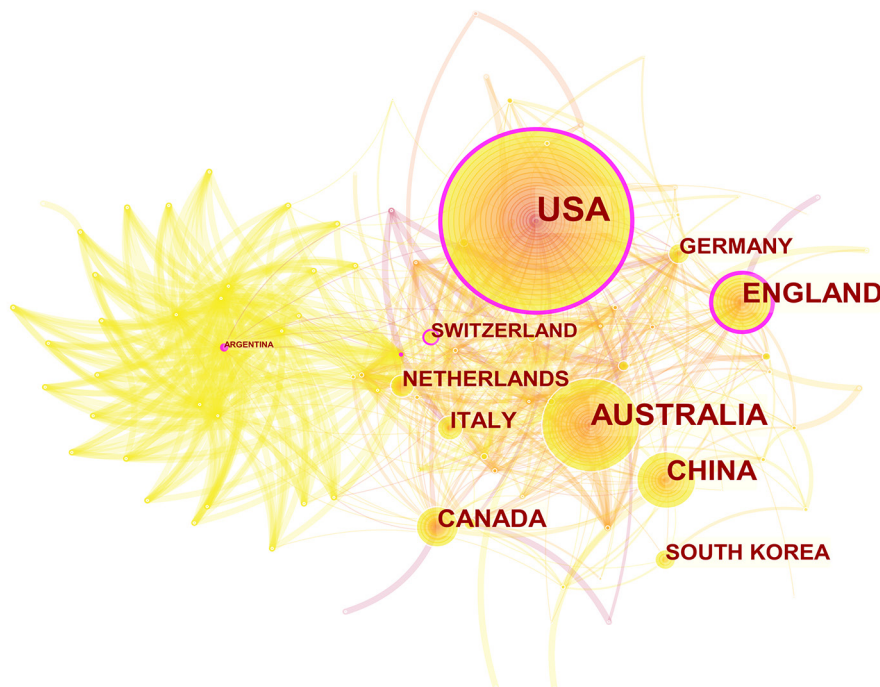 USA
GERMANY
ENGLAND
SWITZERLAND
ARGENTINA
NETHERLANDS
AUSTRALIA
ITALY
CHINA
CANADA
SOUTH KOREA